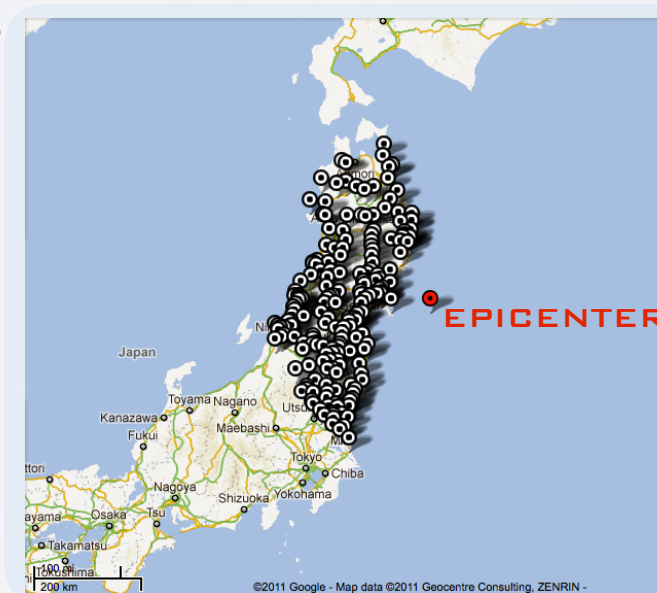 EPICENTER
Japan
Toyama
Nagano
Kanazawa
Maebashi
Fukui
Tokyo
Chiba
Nagoya
Yokohama
Shizuoka
Osaka
Tsu
Takamatsu
Tokushima
100 mi
200 km
©2011 Google - Map data ©2011 Geocentre Consulting, ZENRIN -